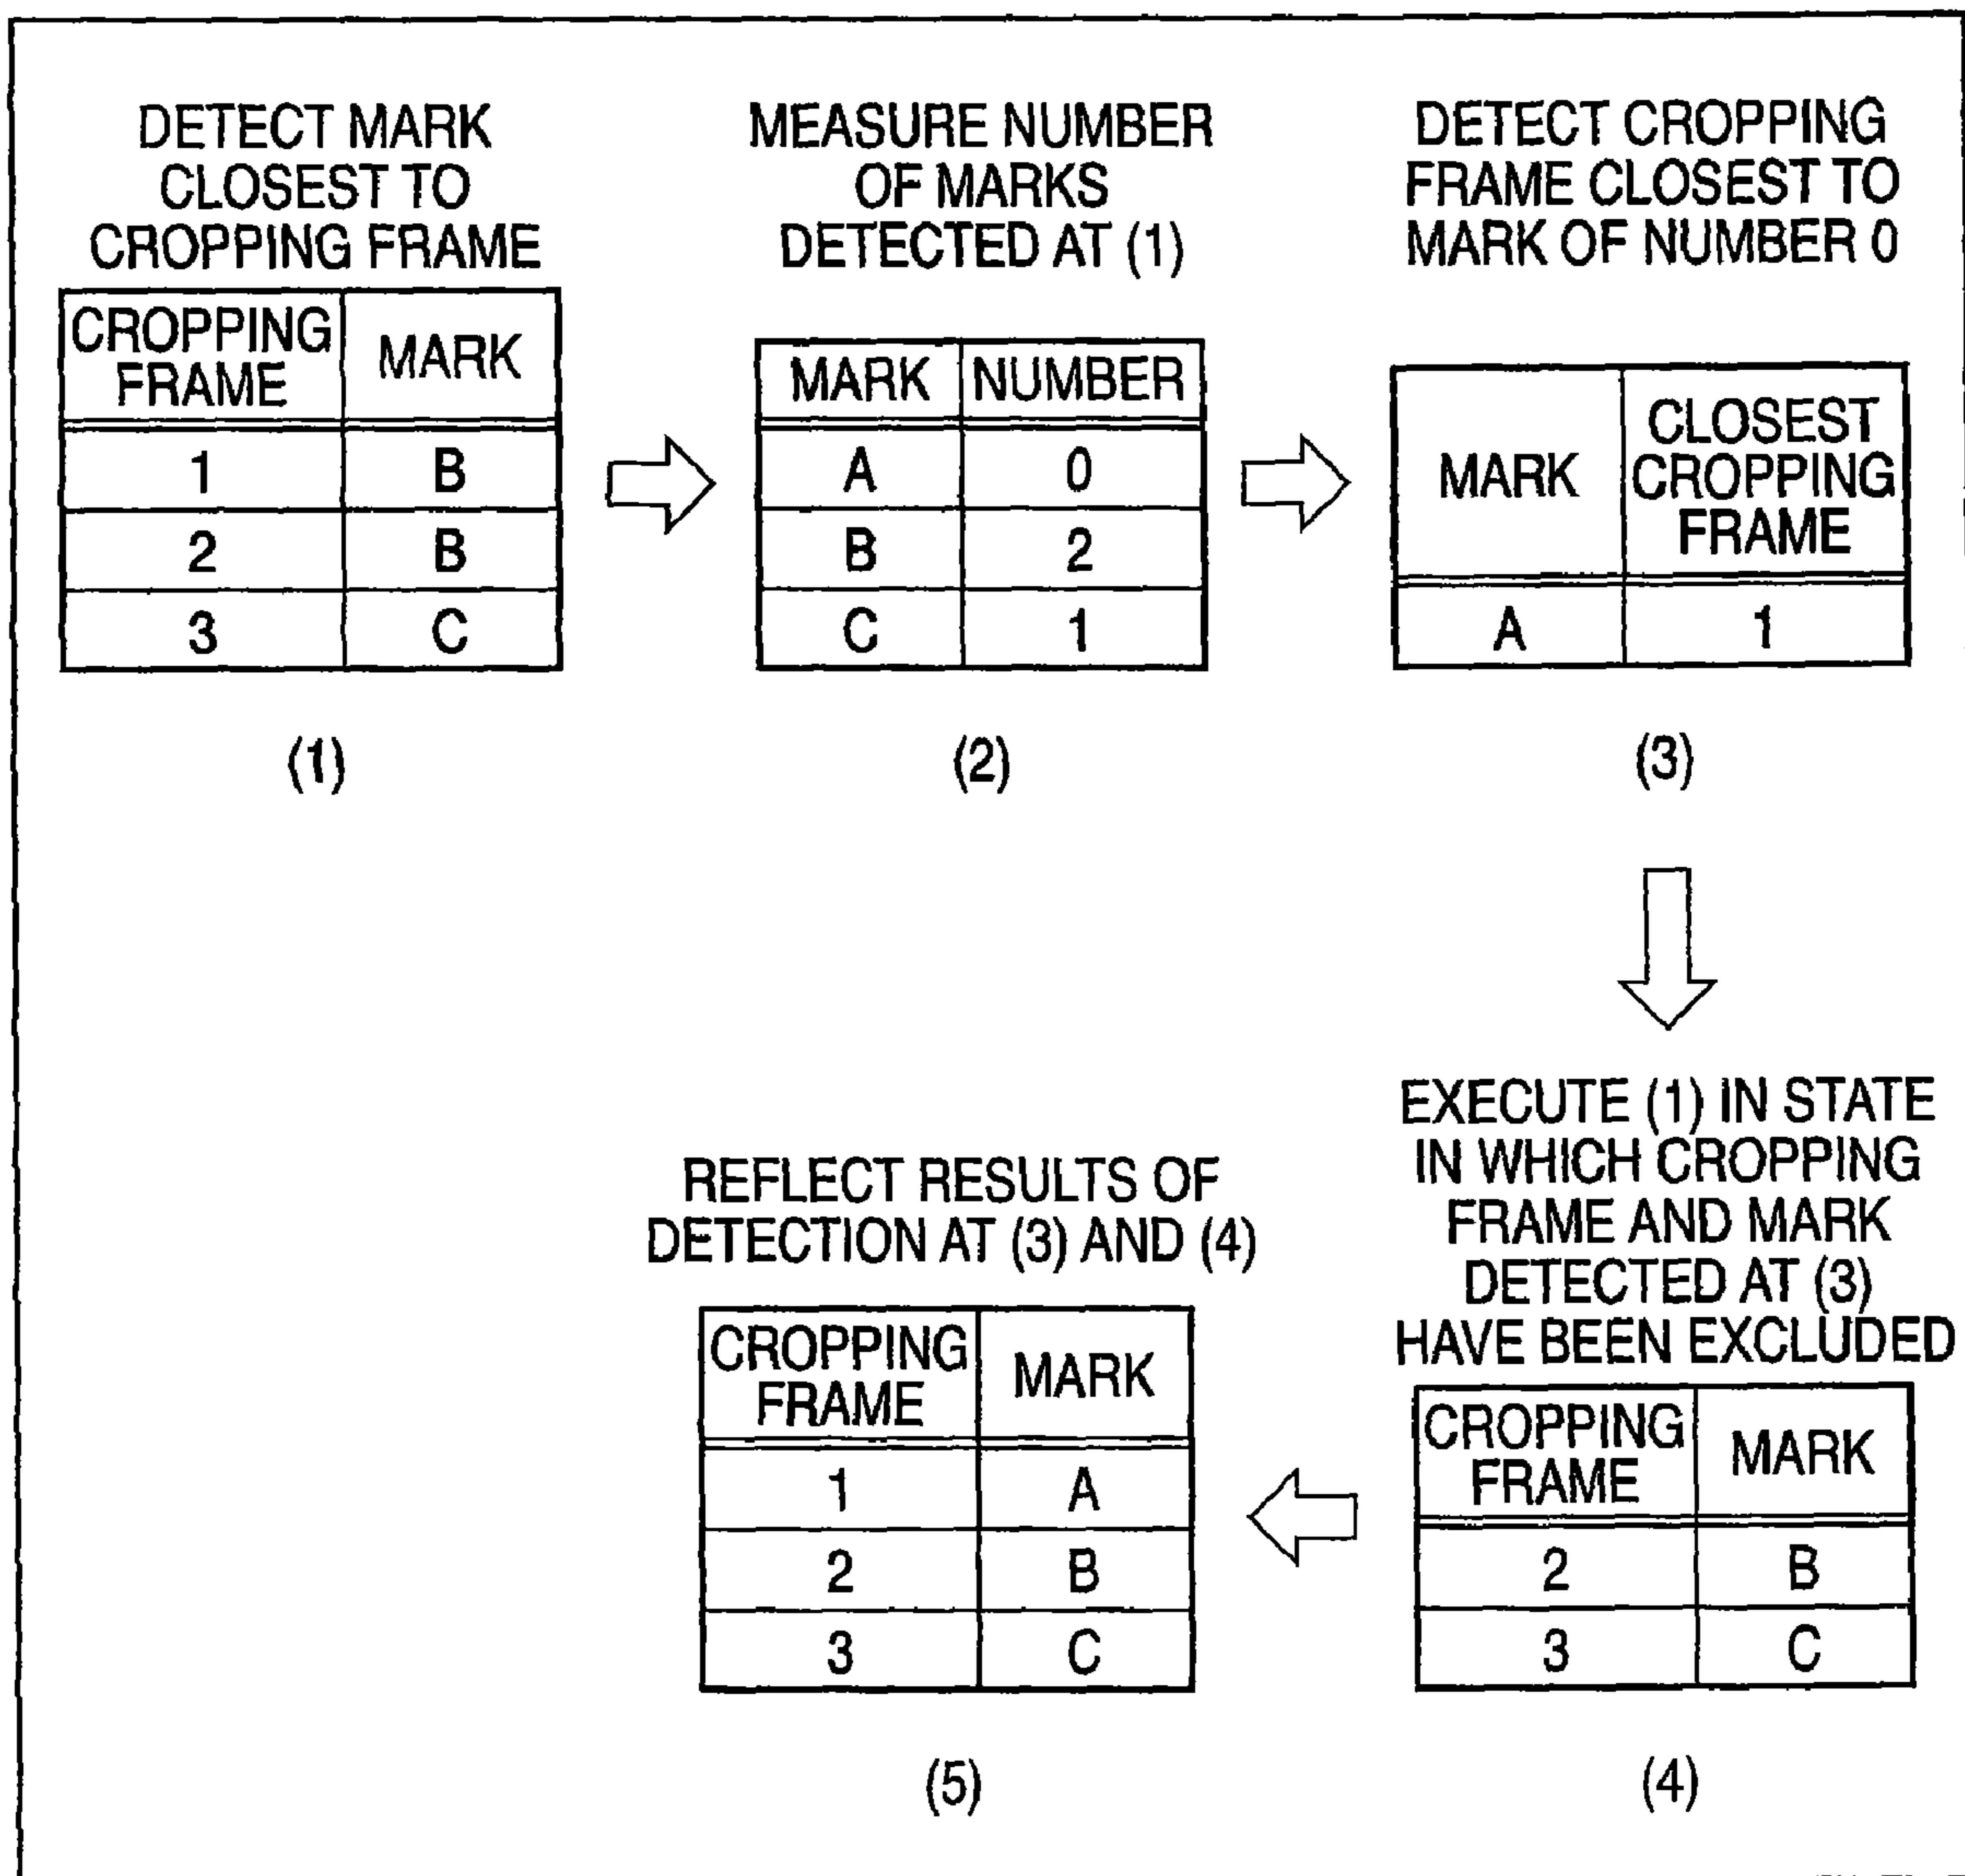 DETECT MARK
CLOSEST TO
CROPPING FRAME
CROPPING
FRAME
MARK
1 B
2 B
3 C
(1)
MEASURE NUMBER
OF MARKS
DETECTED AT (1)
MARK NUMBER
A 0
B 2
C 1
(2)
DETECT CROPPING
FRAME CLOSEST TO
MARK OF NUMBER 0
MARK
CLOSEST
CROPPING
FRAME
A 1
(3)
EXECUTE (1) IN STATE
IN WHICH CROPPING
FRAME AND MARK
DETECTED AT (3)
HAVE BEEN EXCLUDED
CROPPING
FRAME
MARK
2 B
3 C
(4)
REFLECT RESULTS OF
DETECTION AT (3) AND (4)
CROPPING
FRAME
MARK
1 A
2 B
3 C
(5)